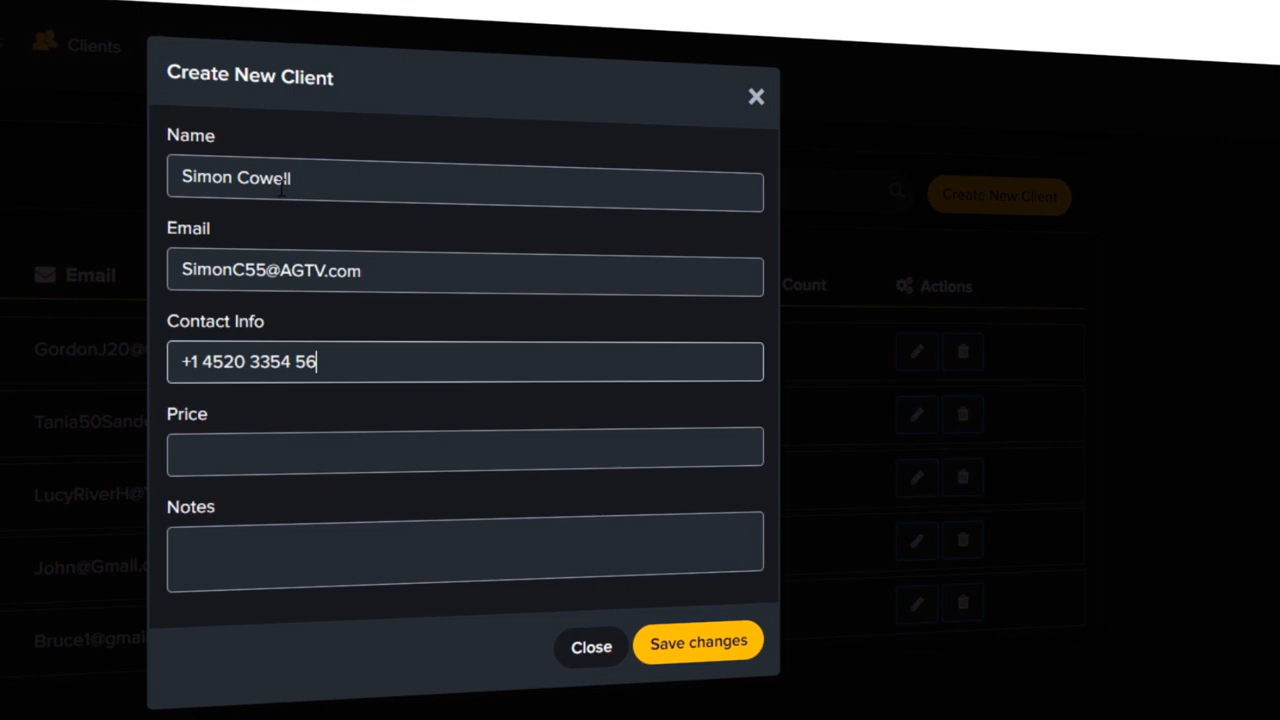 Clients
Create New Client
Name
Simon Cowell
Create New Client
Email
Email
SimonC55@AGTV.com
Count
Actions
Contact Info
GordonJ20@
+1 4520 3354 56
Price
Tania50Sand
LucyRiverH@
Notes
John@Gmail.
Bruce1@gmai
Close
Save changes